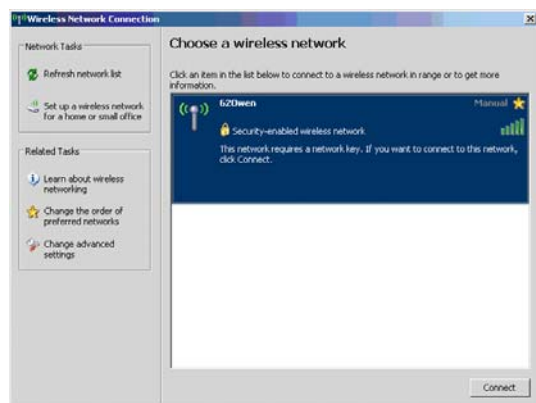 Wireless Network Connection
Network Tasks
Refresh network list
Set up a wireless network
for a home or small office
Related Tasks
Learn about wireless
networking
Change the order of
preferred networks
Change advanced
settings
Choose a wireless network
Click an item in the list below to connect to a wireless network in range or to get more
information.
620wen
Manual
Security-enabled wireless network
This network requires a network key. If you want to connect to this network,
click Connect.
Connect